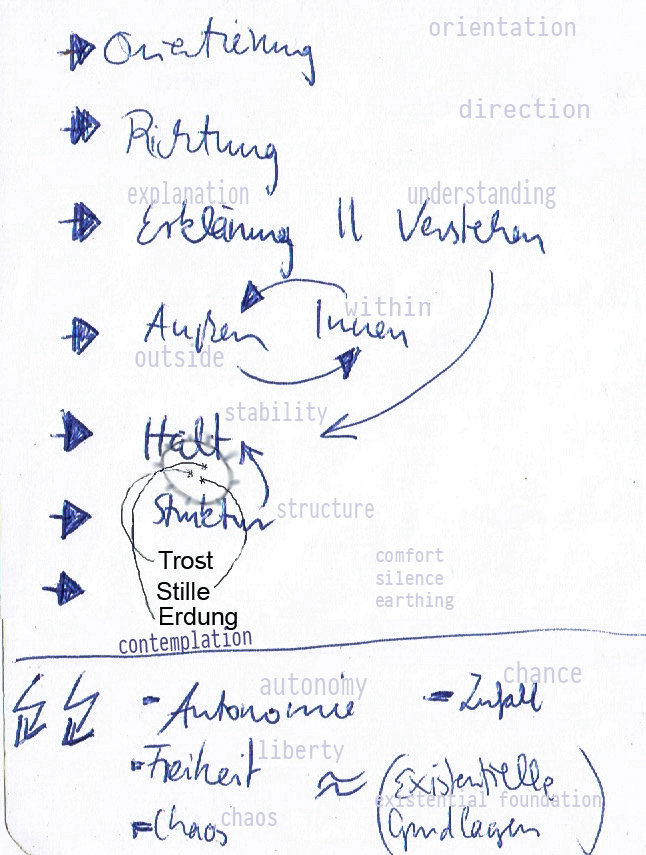 orientation
Orientierung
direction
Richtung
explanation understanding
Erklärung || Verstehen
within
Außen Innen
outside
stability
Halt
Struktur structure
Trost
Stille
Erdung
comfort
silence
earthing
contemplation
autonomy chance
- Autonomie - Zufall
liberty
- Freiheit ≈ (Existentielle
existential foundation
Grundlagen)
chaos
- Chaos